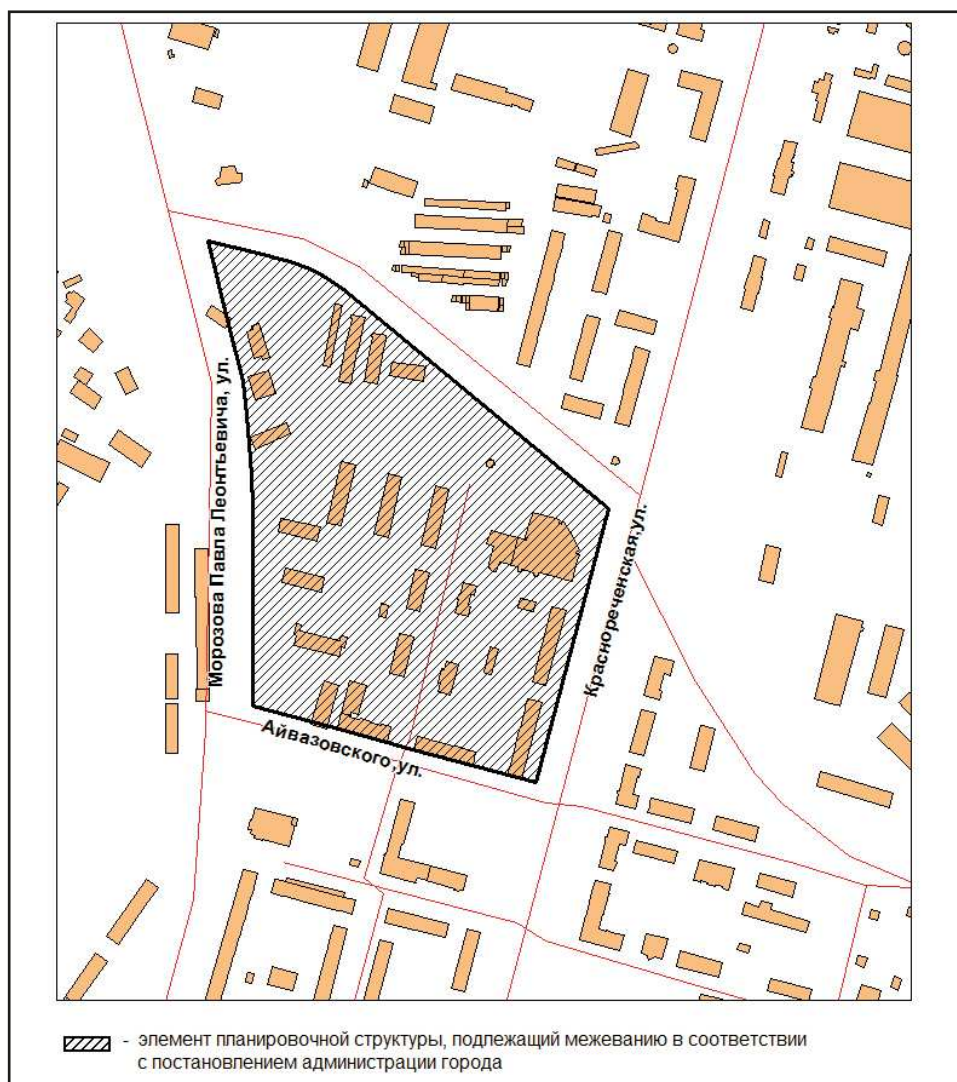 Морозова Павла Леонтьевича, ул.
Краснореченская,ул.
Айвазовского,ул.
- элемент планировочной структуры, подлежащий межеванию в соответствии
с постановлением администрации города